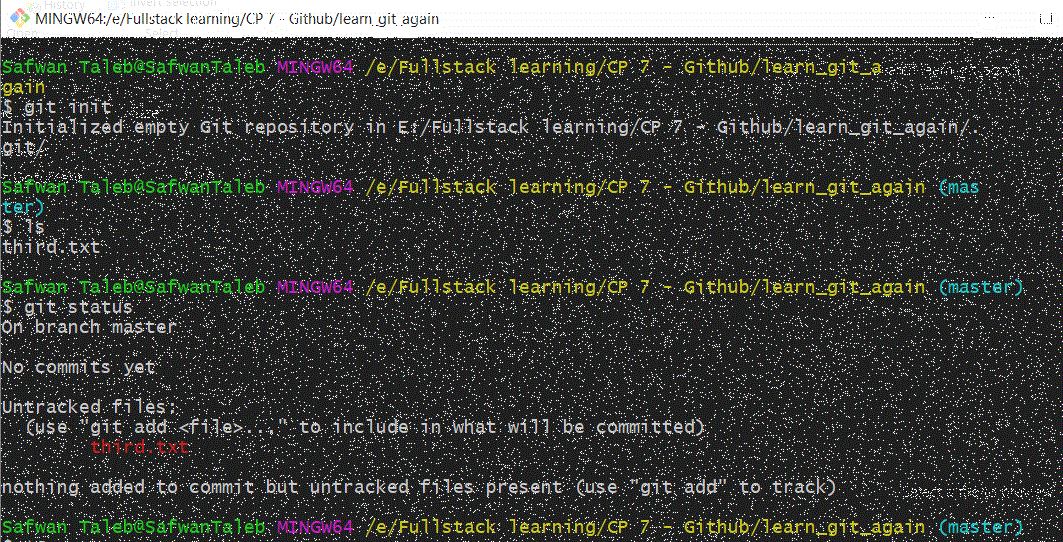 MINGW64:/e/Fullstack learning/CP 7 - Github/learn_git_again
Safwan Taleb@SafwanTaleb MINGW64 /e/Fullstack learning/CP 7 - Github/learn_git_a
gain
$ git init
Initialized empty Git repository in E:/Fullstack learning/CP 7 - Github/learn_git_again/.
git/
Safwan Taleb@SafwanTaleb MINGW64 /e/Fullstack learning/CP 7 - Github/learn_git_again (mas
ter)
$ ls
third.txt
Safwan Taleb@SafwanTaleb MINGW64 /e/Fullstack learning/CP 7 - Github/learn_git_again (master)
$ git status
On branch master
No commits yet
Untracked files:
(use "git add <file>..." to include in what will be committed)
third.txt
nothing added to commit but untracked files present (use "git add" to track)
Safwan Taleb@SafwanTaleb MINGW64 /e/Fullstack learning/CP 7 - Github/learn_git_again (master)